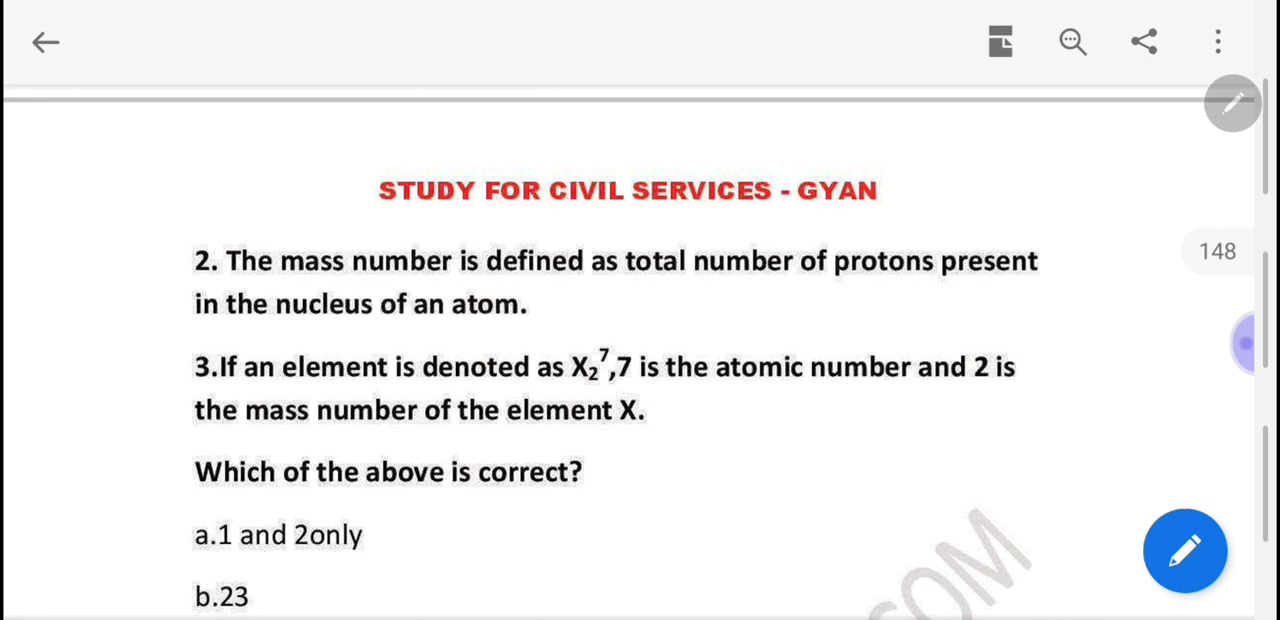 STUDY FOR CIVIL SERVICES - GYAN
2. The mass number is defined as total number of protons present
148
in the nucleus of an atom.
3.If an element is denoted as X₂⁷,7 is the atomic number and 2 is
the mass number of the element X.
Which of the above is correct?
a.1 and 2only
b.23
COM